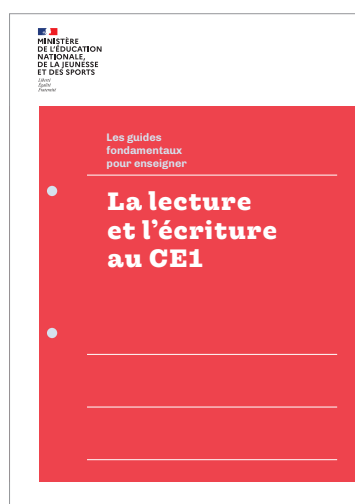 MINISTÈRE
DE L'ÉDUCATION
NATIONALE,
DE LA JEUNESSE
ET DES SPORTS
Liberté
Égalité
Fraternité
Les guides
fondamentaux
pour enseigner
La lecture
et l'écriture
au CE1